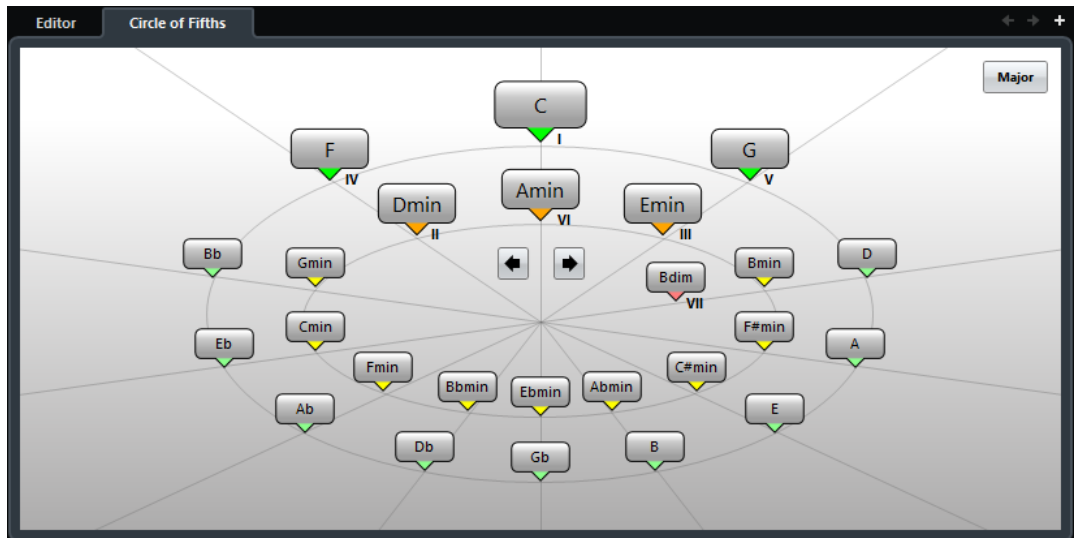 Editor
Circle of Fifths
Major
C
I
F
IV
G
V
Dmin
II
Amin
VI
Emin
III
Bb
Gmin
Bdim
VII
Bmin
D
Eb
Cmin
F#min
A
Fmin
C#min
Bbmin
Ebmin
Abmin
Ab
E
Db
Gb
B